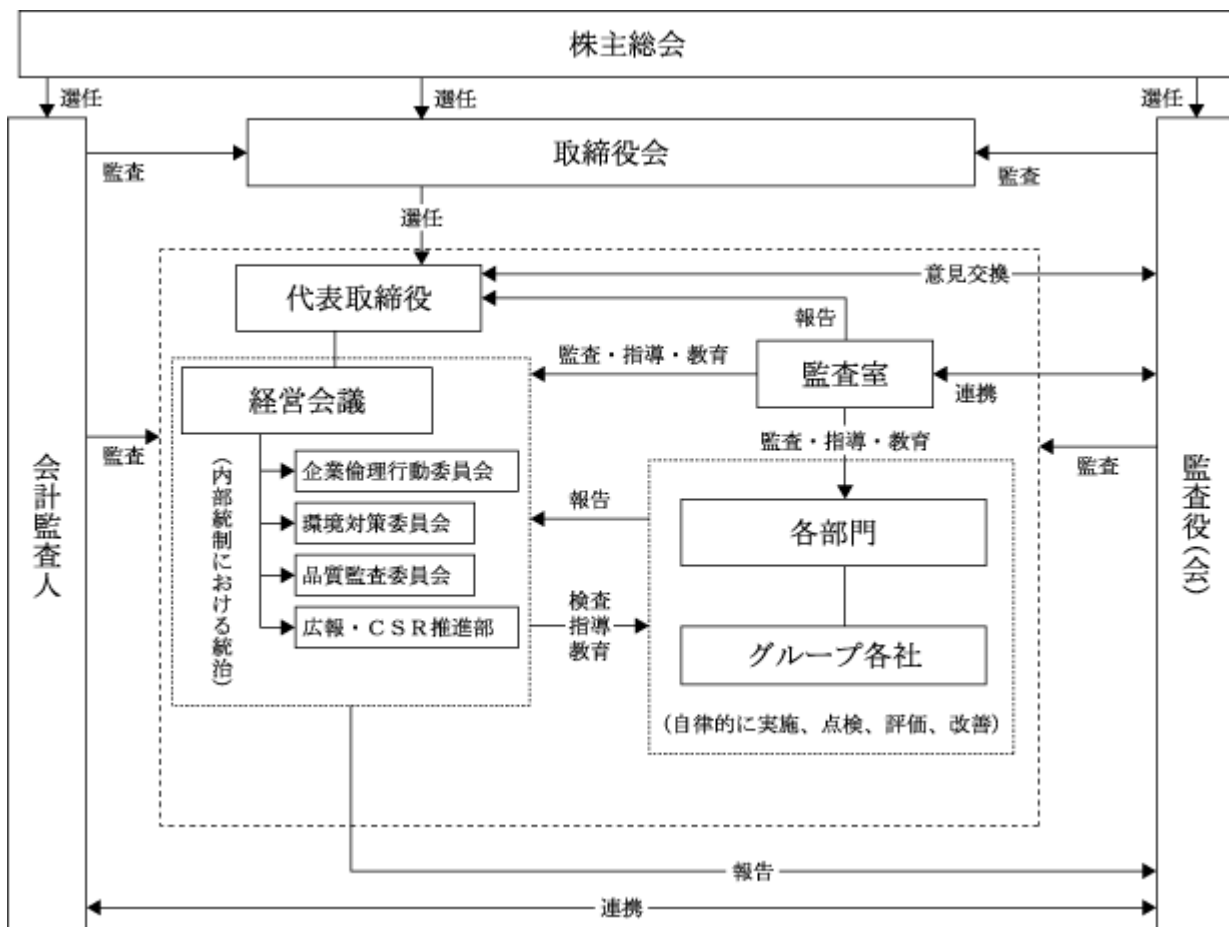 株主総会
選任
選任
選任
取締役会
監査
監査
選任
代表取締役
意見交換
報告
監査・指導・教育
監査室
連携
経営会議
監査・指導・教育
監査
監査
会計監査人
監査役(会)
(内部統制における統治)
企業倫理行動委員会
報告
環境対策委員会
各部門
品質監査委員会
検査
指導
教育
広報・CSR推進部
グループ各社
(自律的に実施、点検、評価、改善)
報告
連携